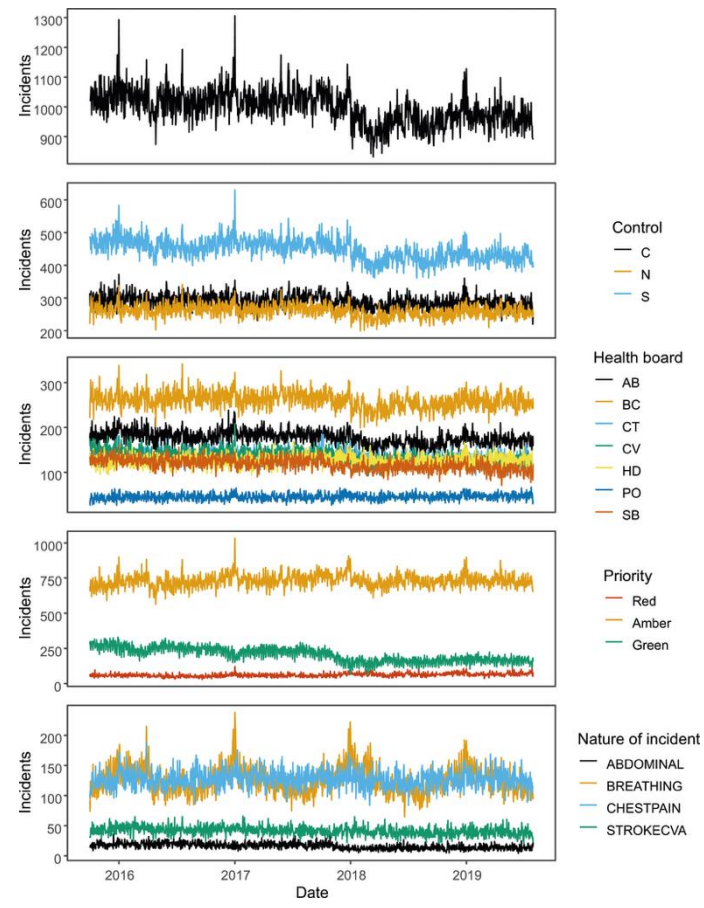 1300
1200
1100
1000
900
Incidents
600
500
400
300
200
Incidents
Control
C
N
S
300
200
100
Incidents
Health board
AB
BC
CT
CV
HD
PO
SB
1000
750
500
250
0
Incidents
Priority
Red
Amber
Green
200
150
100
50
0
Incidents
Nature of incident
ABDOMINAL
BREATHING
CHESTPAIN
STROKECVA
2016 2017 2018 2019
Date